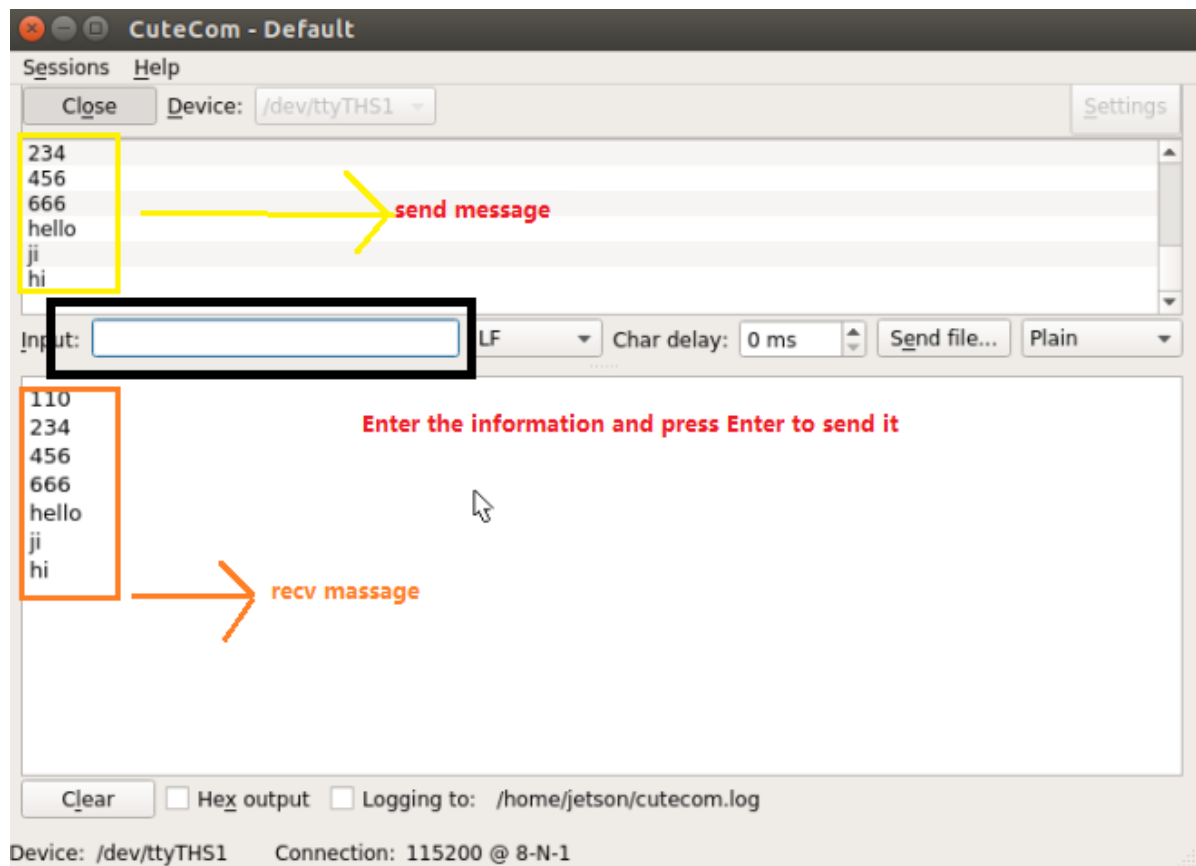 CuteCom - Default
Sessions Help
Close Device: /dev/ttyTHS1 Settings
234
456
666
send message
hello
ji
hi
Input: LF Char delay: 0 ms Send file... Plain
110
234
Enter the information and press Enter to send it
456
666
hello
ji
hi
recv massage
Clear Hex output Logging to: /home/jetson/cutecom.log
Device: /dev/ttyTHS1 Connection: 115200 @ 8-N-1